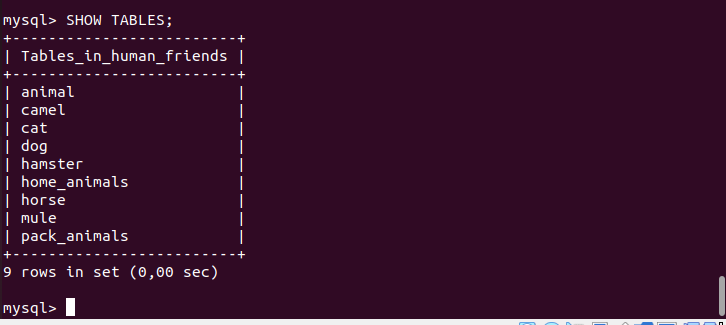 mysql> SHOW TABLES;
+-------------------------+
| Tables_in_human_friends |
+-------------------------+
| animal                  |
| camel                   |
| cat                     |
| dog                     |
| hamster                 |
| home_animals            |
| horse                   |
| mule                    |
| pack_animals            |
+-------------------------+
9 rows in set (0,00 sec)
mysql>